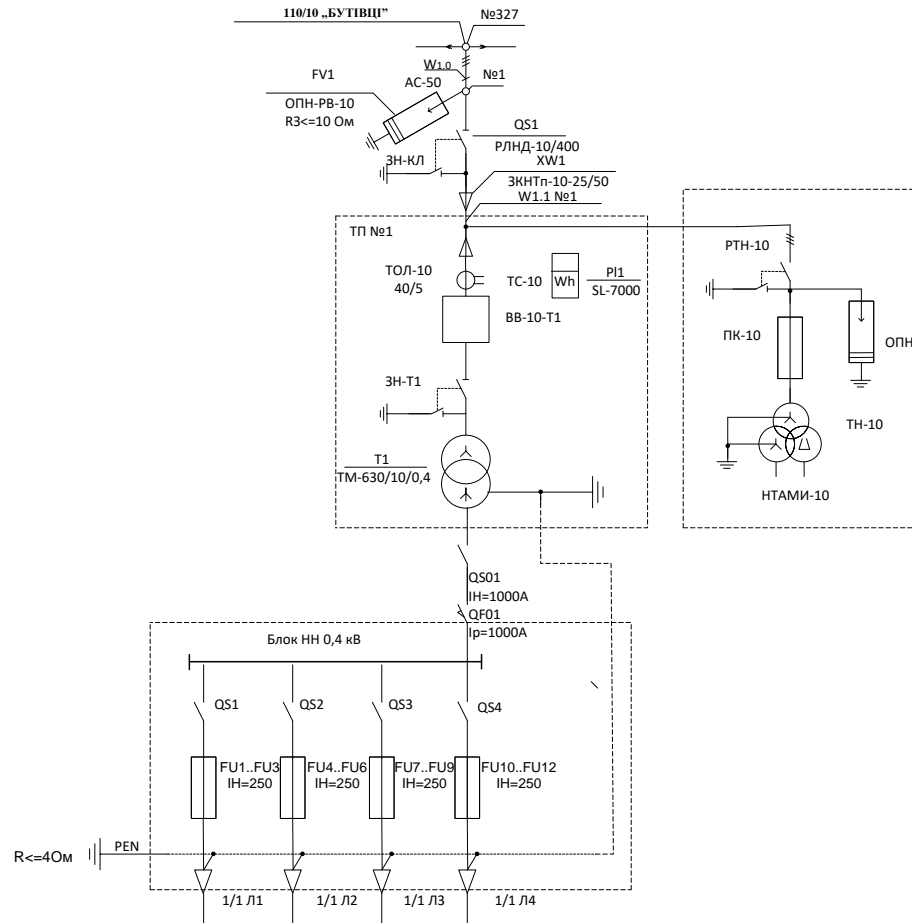 110/10 „БУТІВЦІ”
№327
W1.0
FV1
АС-50
№1
ОПН-РВ-10
RЗ<=10 Ом
QS1
РЛНД-10/400
ЗН-КЛ
XW1
ЗКНТп-10-25/50
W1.1 №1
ТП №1
РТН-10
ТОЛ-10
40/5
ТС-10
Wh
PI1
SL-7000
ВВ-10-Т1
ПК-10
ОПН
ЗН-Т1
ТН-10
Т1
ТМ-630/10/0,4
НТАМИ-10
QS01
IН=1000А
QF01
Iр=1000А
Блок НН 0,4 кВ
QS1
QS2
QS3
QS4
FU1..FU3
IH=250
FU4..FU6
IH=250
FU7..FU9
IH=250
FU10..FU12
IH=250
R<=4Ом
PEN
1/1 Л1
1/1 Л2
1/1 Л3
1/1 Л4